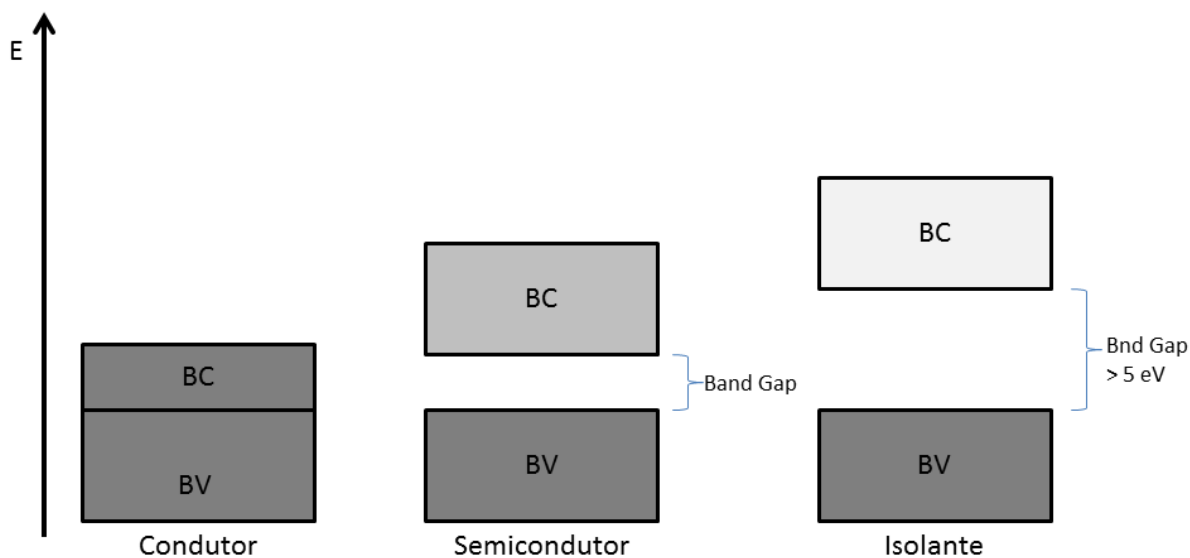 E
BC
BV
Condutor
BC
Band Gap
BV
Semicondutor
BC
Bnd Gap
> 5 eV
BV
Isolante